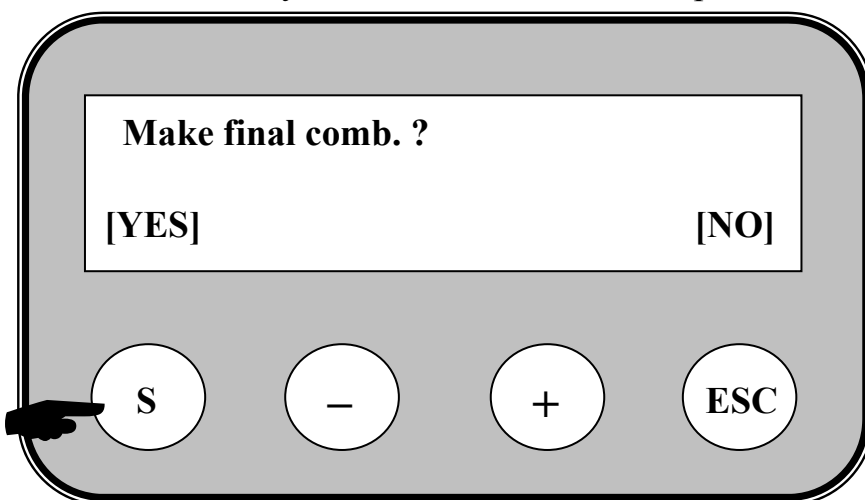 Make final comb. ?
[YES] [NO]
S – + ESC